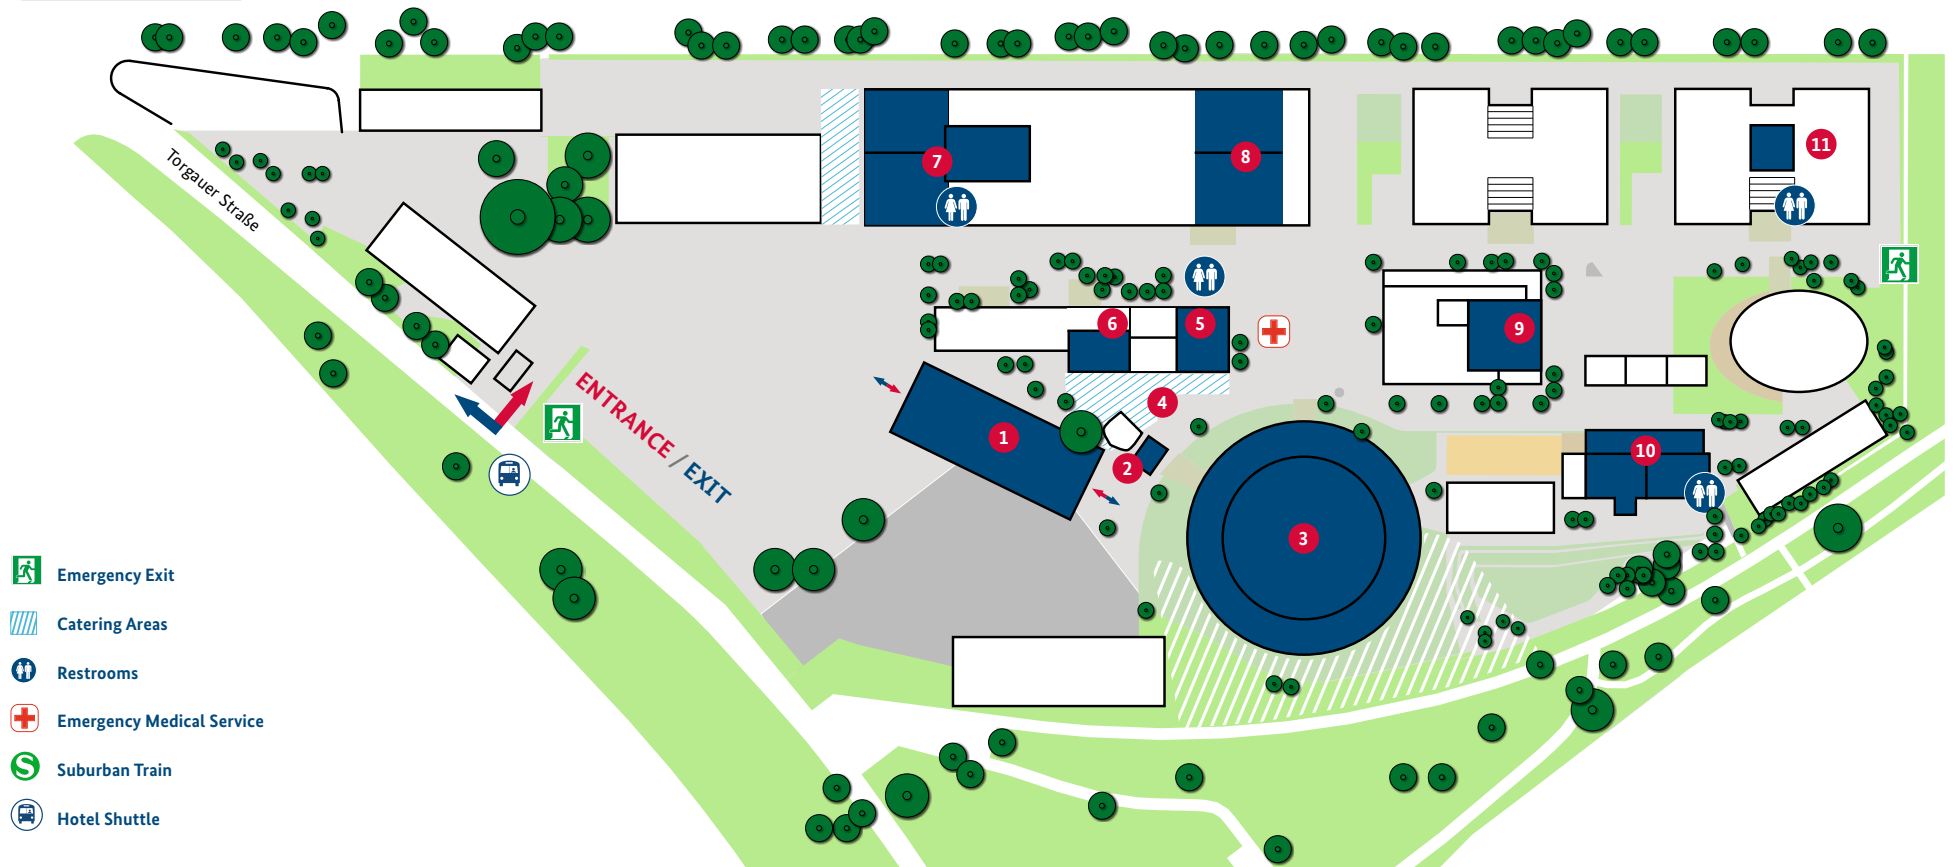 Torgauer Straße
7
8
11
6
5
9
ENTRANCE / EXIT
4
1
2
10
3
Emergency Exit
Catering Areas
Restrooms
Emergency Medical Service
S Suburban Train
Hotel Shuttle